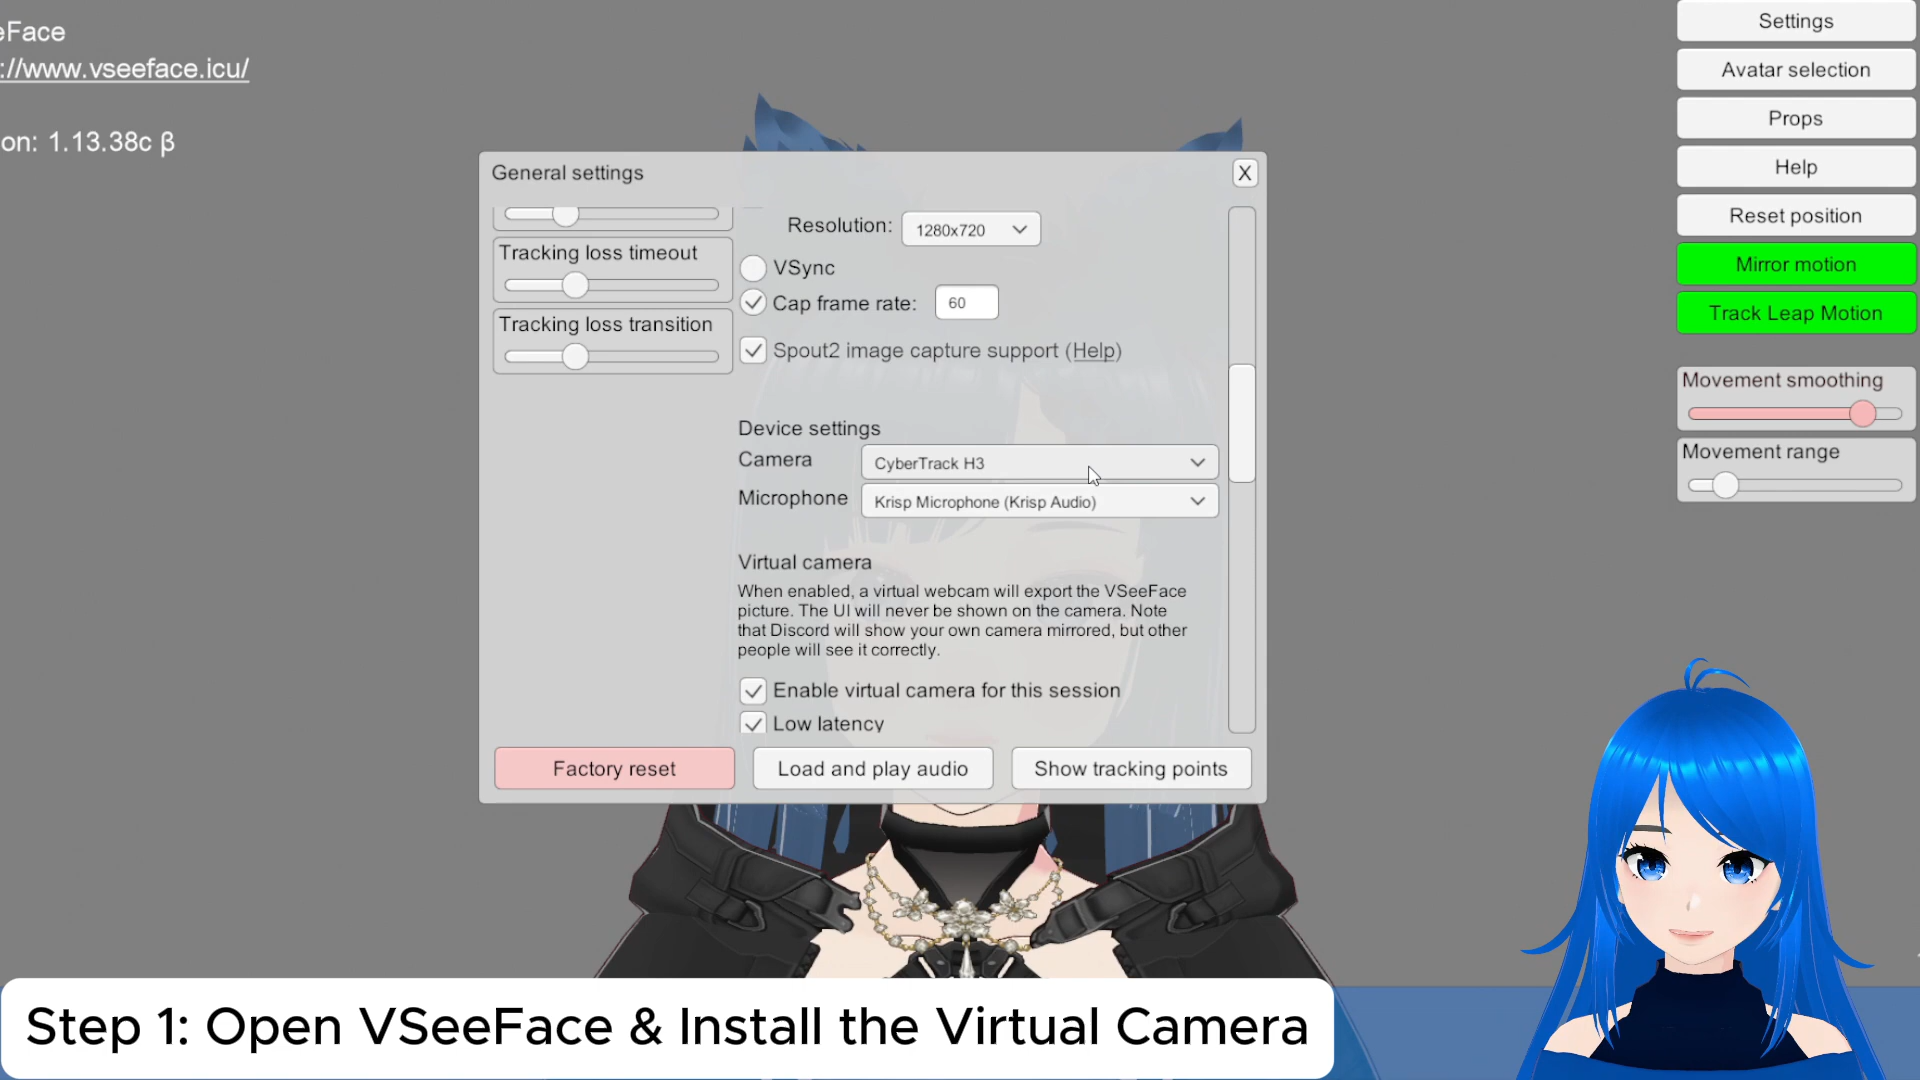 eFace
://www.vseeface.icu/
on: 1.13.38c β
Settings
Avatar selection
Props
Help
Reset position
Mirror motion
Track Leap Motion
Movement smoothing
Movement range
General settings
X
Tracking loss timeout
Tracking loss transition
Resolution: 1280x720
VSync
Cap frame rate: 60
Spout2 image capture support (Help)
Device settings
Camera CyberTrack H3
Microphone Krisp Microphone (Krisp Audio)
Virtual camera
When enabled, a virtual webcam will export the VSeeFace
picture. The UI will never be shown on the camera. Note
that Discord will show your own camera mirrored, but other
people will see it correctly.
Enable virtual camera for this session
Low latency
Factory reset
Load and play audio
Show tracking points
Step 1: Open VSeeFace & Install the Virtual Camera